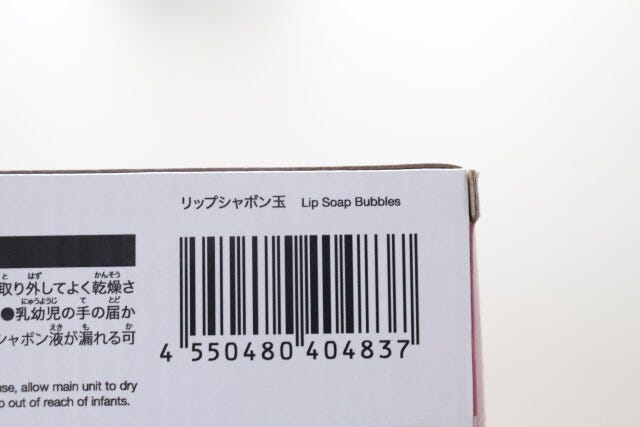 リップシャボン玉 Lip Soap Bubbles
取り外してよく乾燥さ
●乳幼児の手の届か
シャボン液が漏れる可
4 550480 404837
use, allow main unit to dry
out of reach of infants.